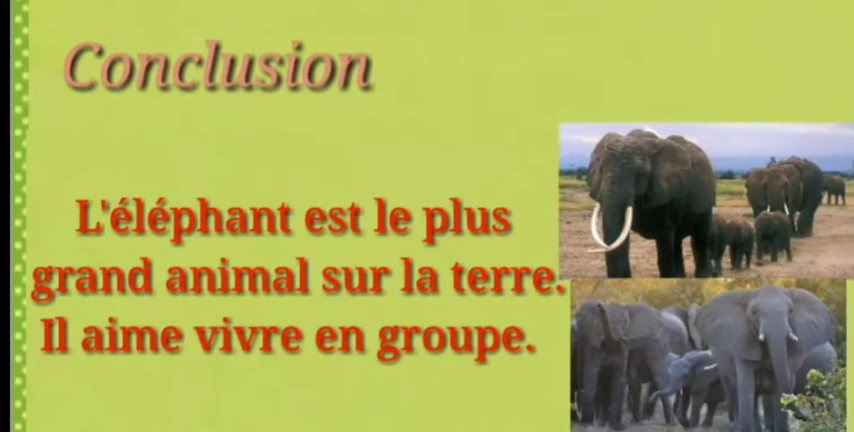 Conclusion
L'éléphant est le plus
grand animal sur la terre.
Il aime vivre en groupe.